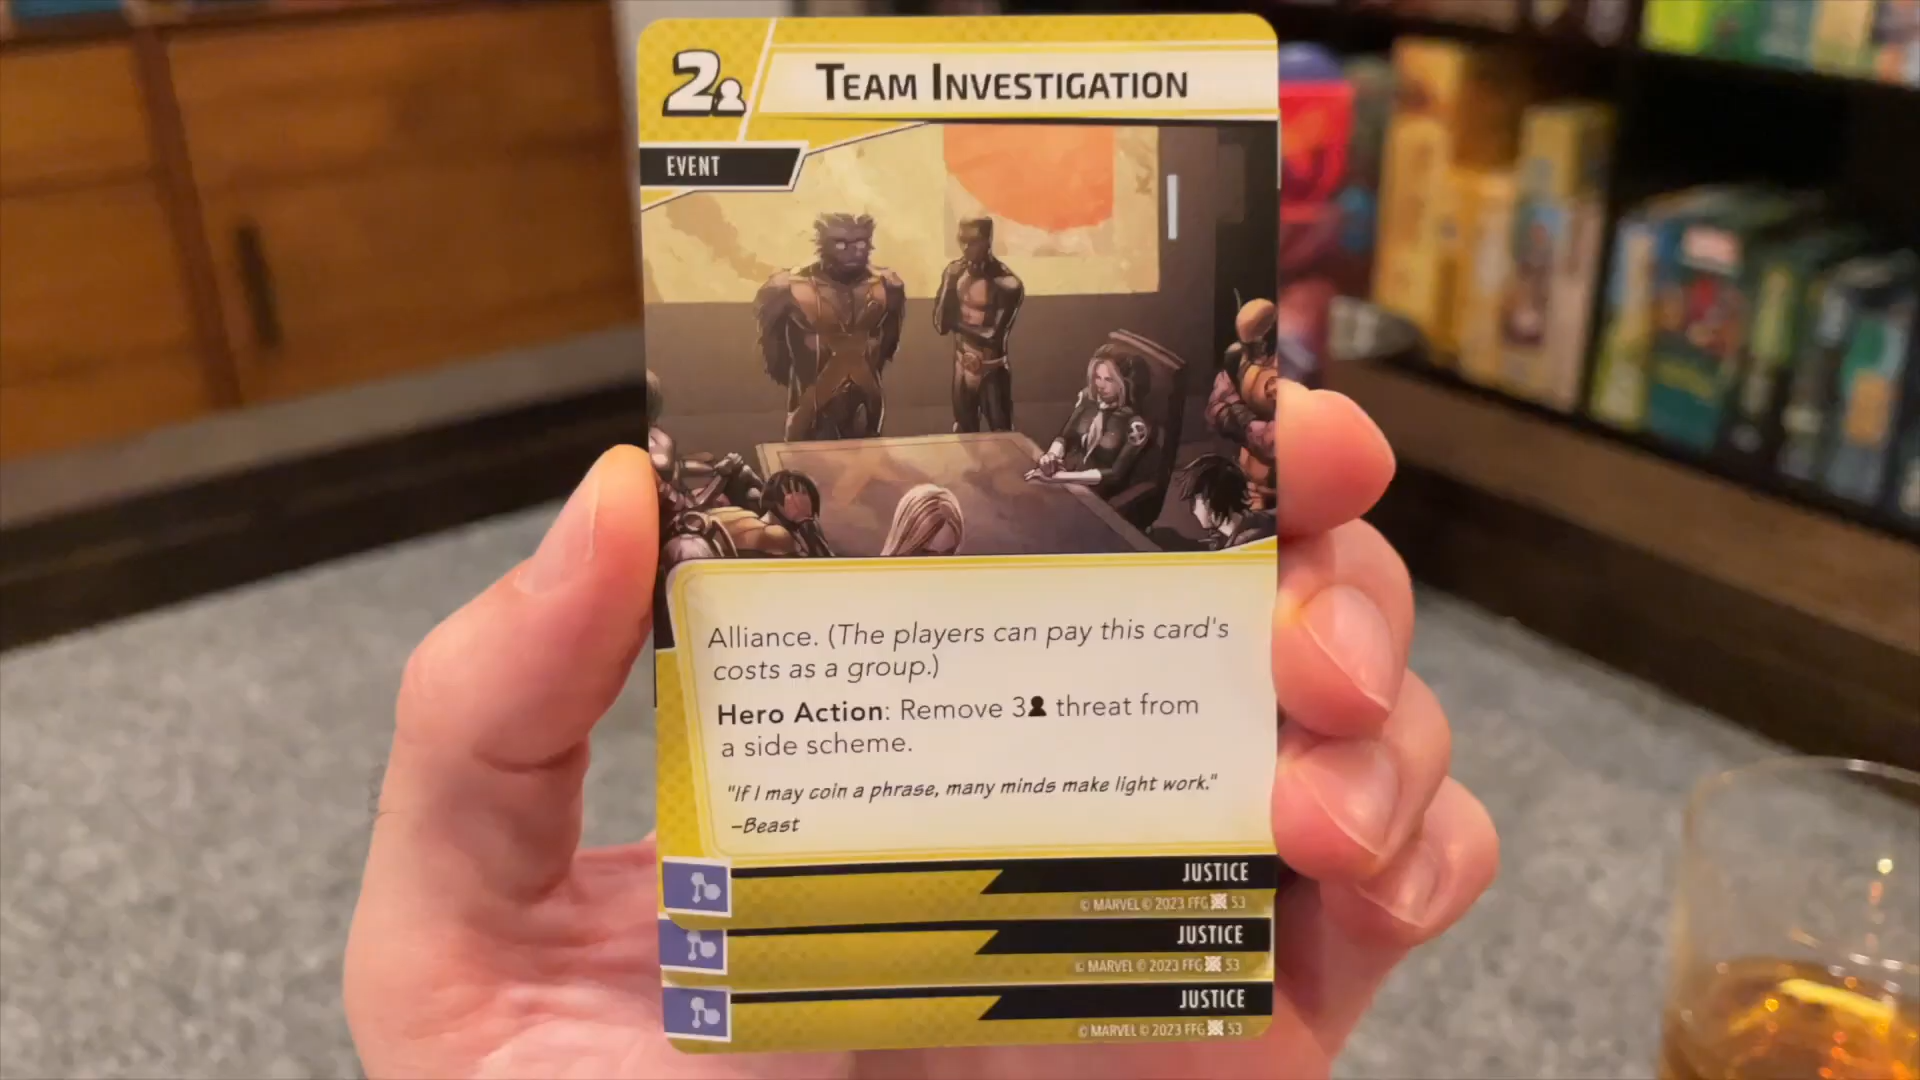 2
TEAM INVESTIGATION
EVENT
Alliance. (The players can pay this card's
costs as a group.)
Hero Action: Remove 3 threat from
a side scheme.
"If I may coin a phrase, many minds make light work."
–Beast
JUSTICE
© MARVEL © 2023 FFG 53
JUSTICE
© MARVEL © 2023 FFG 53
JUSTICE
© MARVEL © 2023 FFG 53